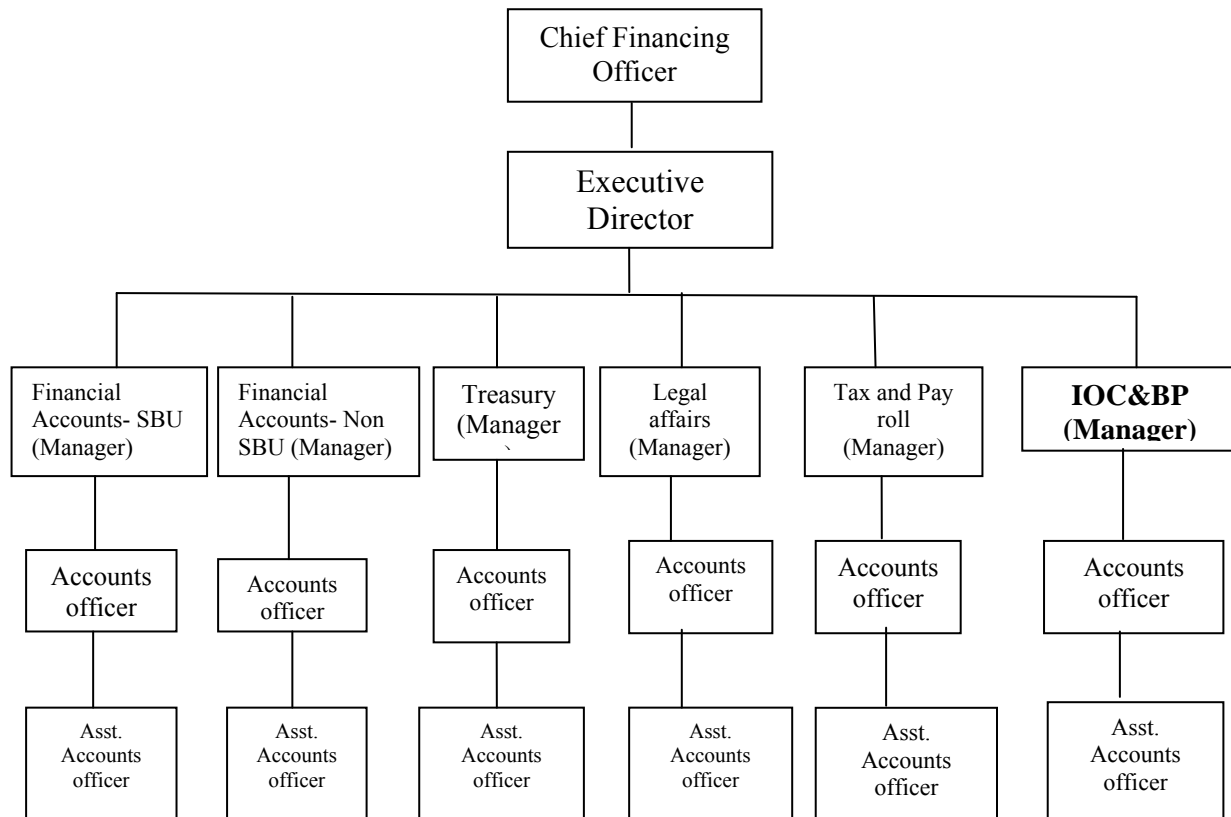 Chief Financing
Officer
Executive
Director
Financial
Accounts- SBU
(Manager)
Financial
Accounts- Non
SBU (Manager)
Treasury
(Manager
Legal
affairs
(Manager)
Tax and Pay
roll
(Manager)
IOC&BP
(Manager)
Accounts
officer
Accounts
officer
Accounts
officer
Accounts
officer
Accounts
officer
Accounts
officer
Asst.
Accounts
officer
Asst.
Accounts
officer
Asst.
Accounts
officer
Asst.
Accounts
officer
Asst.
Accounts
officer
Asst.
Accounts
officer